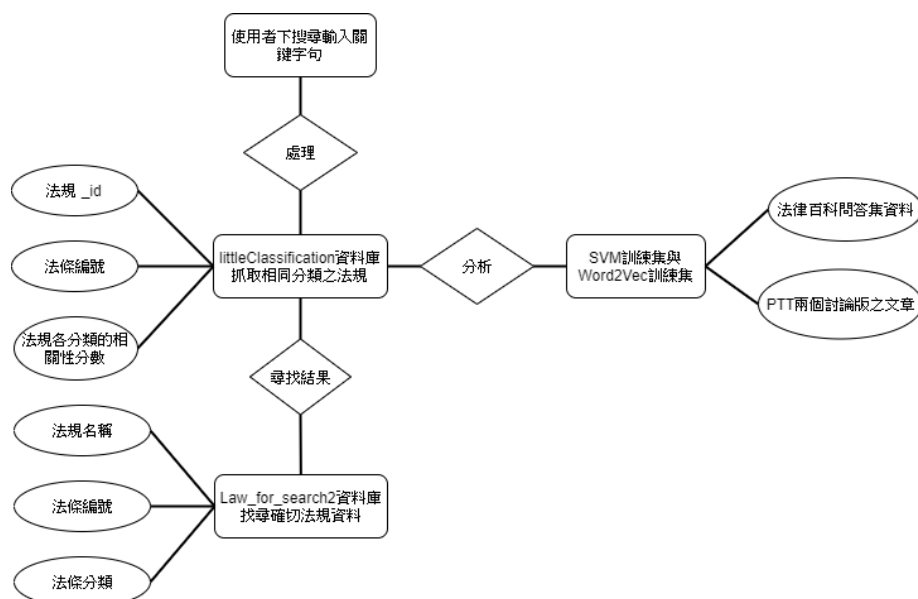 使用者下搜尋輸入關
鍵字句
處理
法規 _id
法條編號
法規各分類的相
關性分數
littleClassification資料庫
抓取相同分類之法規
分析
SVM訓練集與
Word2Vec訓練集
法律百科問答集資料
PTT兩個討論版之文章
尋找結果
法規名稱
法條編號
法條分類
Law_for_search2資料庫
找尋確切法規資料